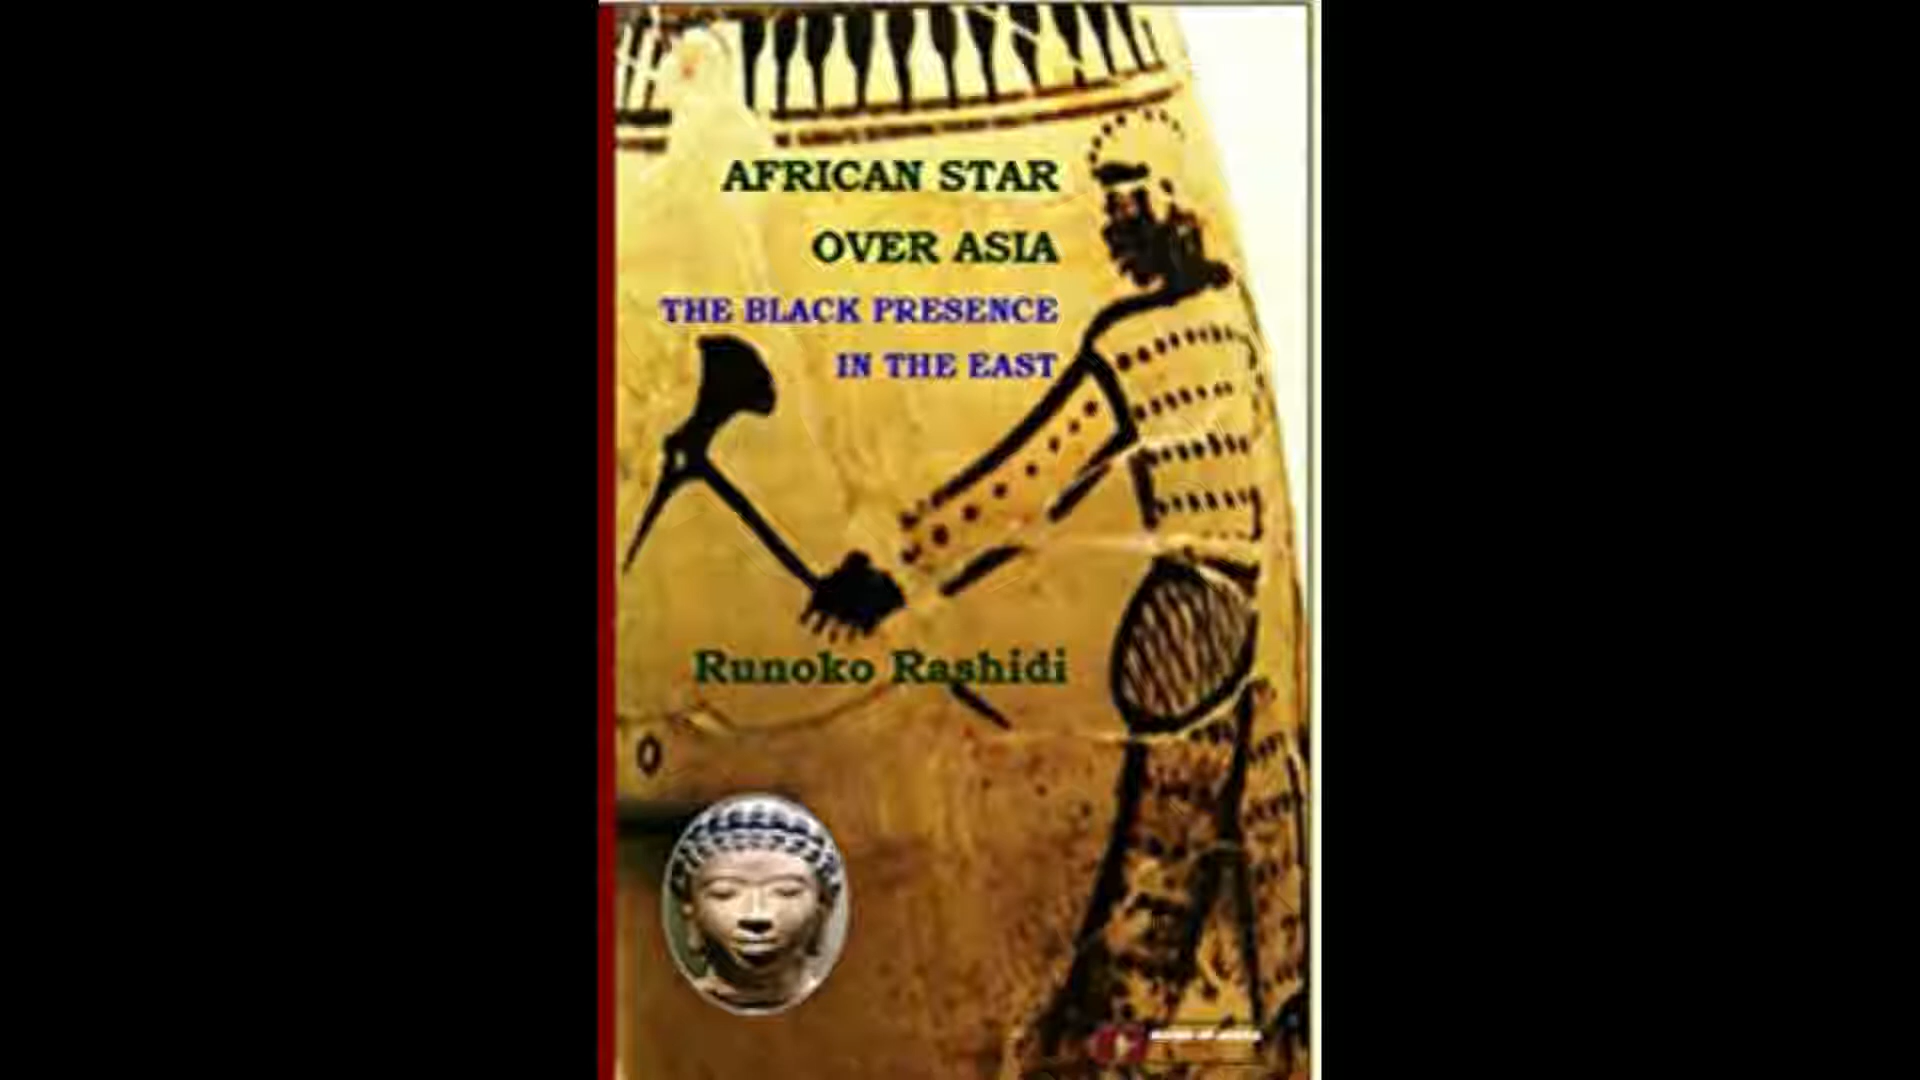 AFRICAN STAR
OVER ASIA
THE BLACK PRESENCE
IN THE EAST
Runoko Rashidi